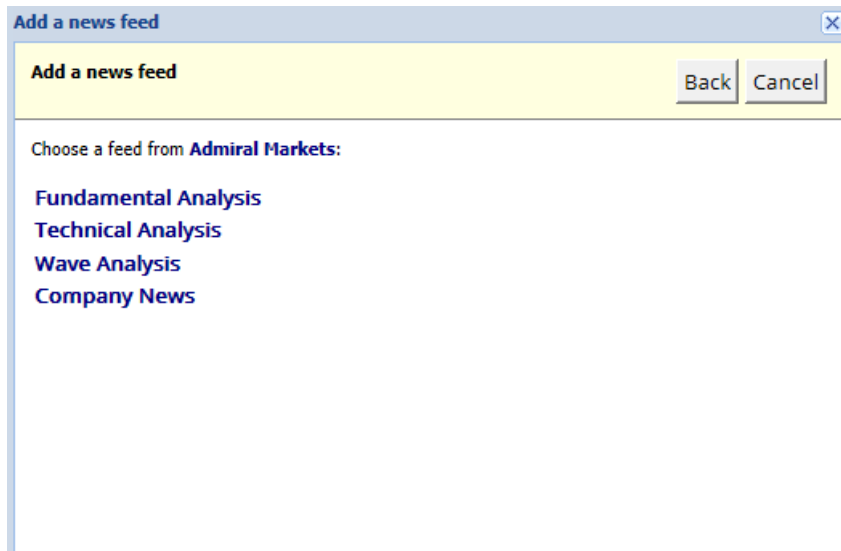 Add a news feed
Add a news feed
Back Cancel
Choose a feed from Admiral Markets:
Fundamental Analysis
Technical Analysis
Wave Analysis
Company News